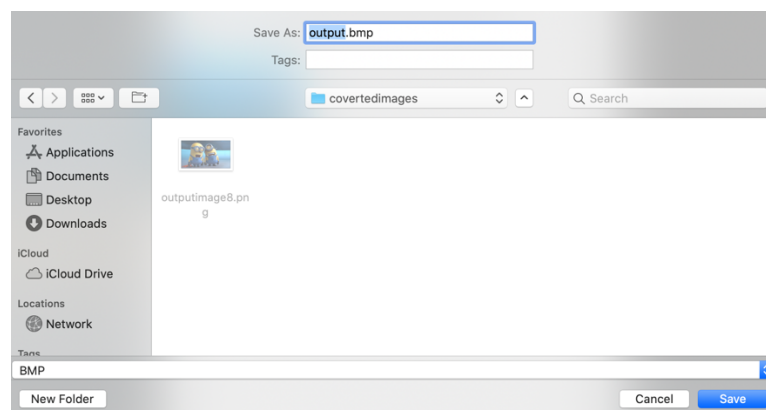 Save As: output.bmp
Tags:
covertedimages
Search
Favorites
Applications
Documents
Desktop
Downloads
iCloud
iCloud Drive
Locations
Network
Tags
outputimage8.pn
g
BMP
New Folder
Cancel
Save